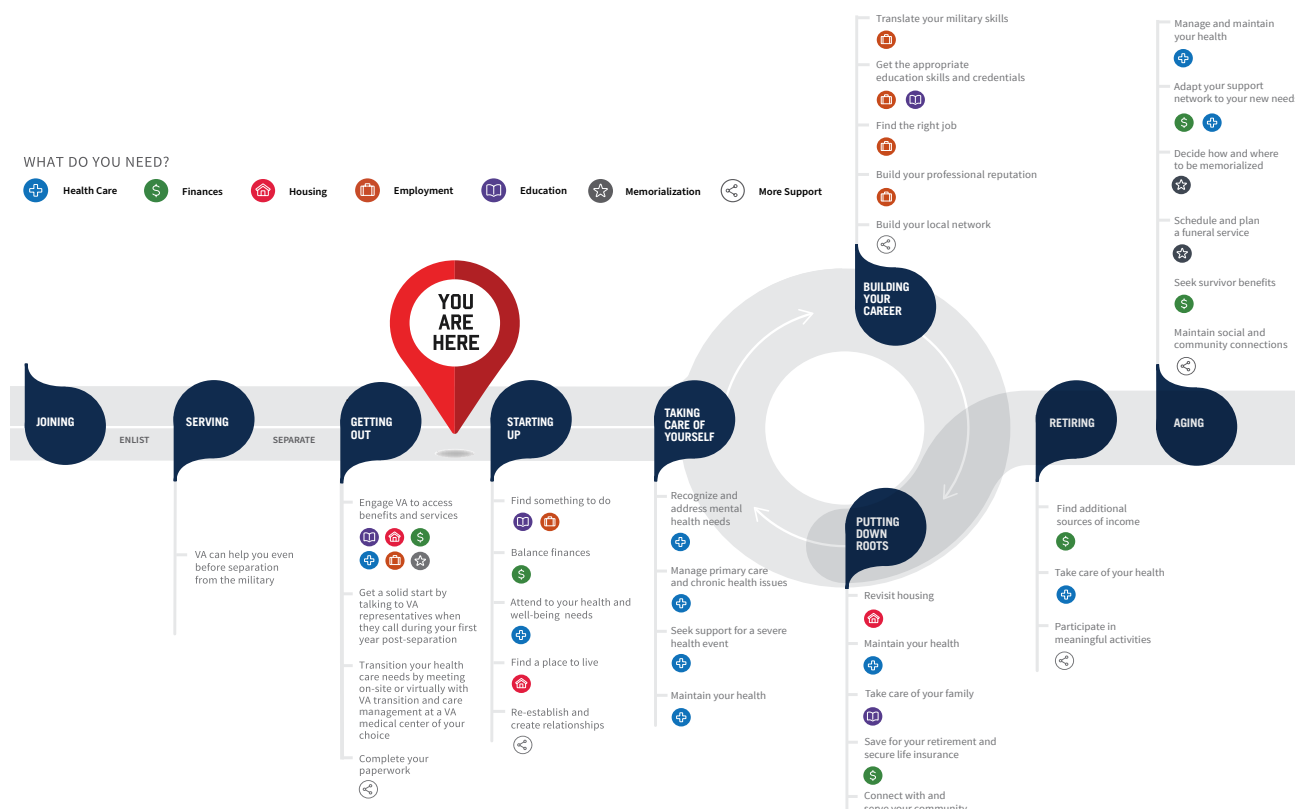 WHAT DO YOU NEED?
Health Care
Finances
Housing
Employment
Education
Memorialization
More Support
YOU
ARE
HERE
JOINING
ENLIST
SERVING
SEPARATE
VA can help you even
before separation
from the military
GETTING
OUT
Engage VA to access
benefits and services
Get a solid start by
talking to VA
representatives when
they call during your first
year post-separation
Transition your health
care needs by meeting
on-site or virtually with
VA transition and care
management at a VA
medical center of your
choice
Complete your
paperwork
STARTING
UP
Find something to do
Balance finances
Attend to your health and
well-being needs
Find a place to live
Re-establish and
create relationships
TAKING
CARE OF
YOURSELF
Recognize and
address mental
health needs
Manage primary care
and chronic health issues
Seek support for a severe
health event
Maintain your health
Translate your military skills
Get the appropriate
education skills and credentials
Find the right job
Build your professional reputation
Build your local network
BUILDING
YOUR
CAREER
PUTTING
DOWN
ROOTS
Revisit housing
Maintain your health
Take care of your family
Save for your retirement and
secure life insurance
Connect with and
serve your community
RETIRING
Find additional
sources of income
Take care of your health
Participate in
meaningful activities
Manage and maintain
your health
Adapt your support
network to your new need
Decide how and where
to be memorialized
Schedule and plan
a funeral service
Seek survivor benefits
Maintain social and
community connections
AGING